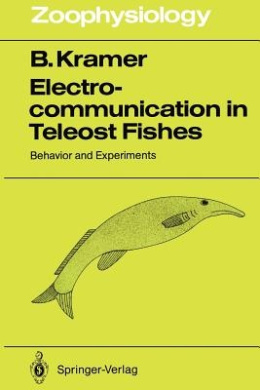 Zoophysiology
B. Kramer
Electro-
communication in
Teleost Fishes
Behavior and Experiments
Springer-Verlag